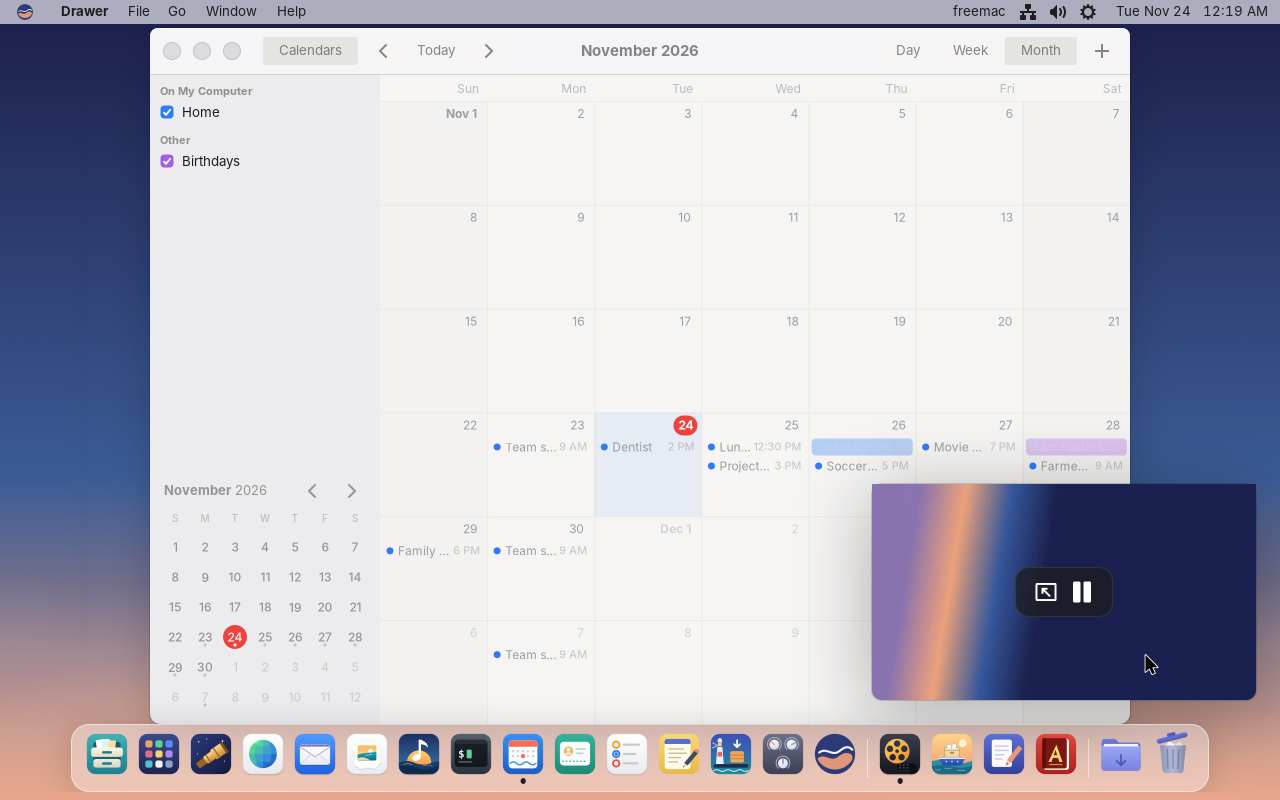 Drawer File Go Window Help freemac Tue Nov 24 12:19 AM
Calendars Today November 2026 Day Week Month
On My Computer
Home
Other
Birthdays
Sun Mon Tue Wed Thu Fri Sat
Nov 1 2 3 4 5 6 7
8 9 10 11 12 13 14
15 16 17 18 19 20 21
22 23 24 25 26 27 28
Team s... 9 AM Dentist 2 PM Lun... 12:30 PM Thanksgiving Movie ... 7 PM
Project... 3 PM Soccer... 5 PM Farme... 9 AM
29 30 Dec 1 2
Family ... 6 PM Team s... 9 AM
6 7 8 9
Team s... 9 AM
November 2026
S M T W T F S
1 2 3 4 5 6 7
8 9 10 11 12 13 14
15 16 17 18 19 20 21
22 23 24 25 26 27 28
29 30 1 2 3 4 5
6 7 8 9 10 11 12
$
A